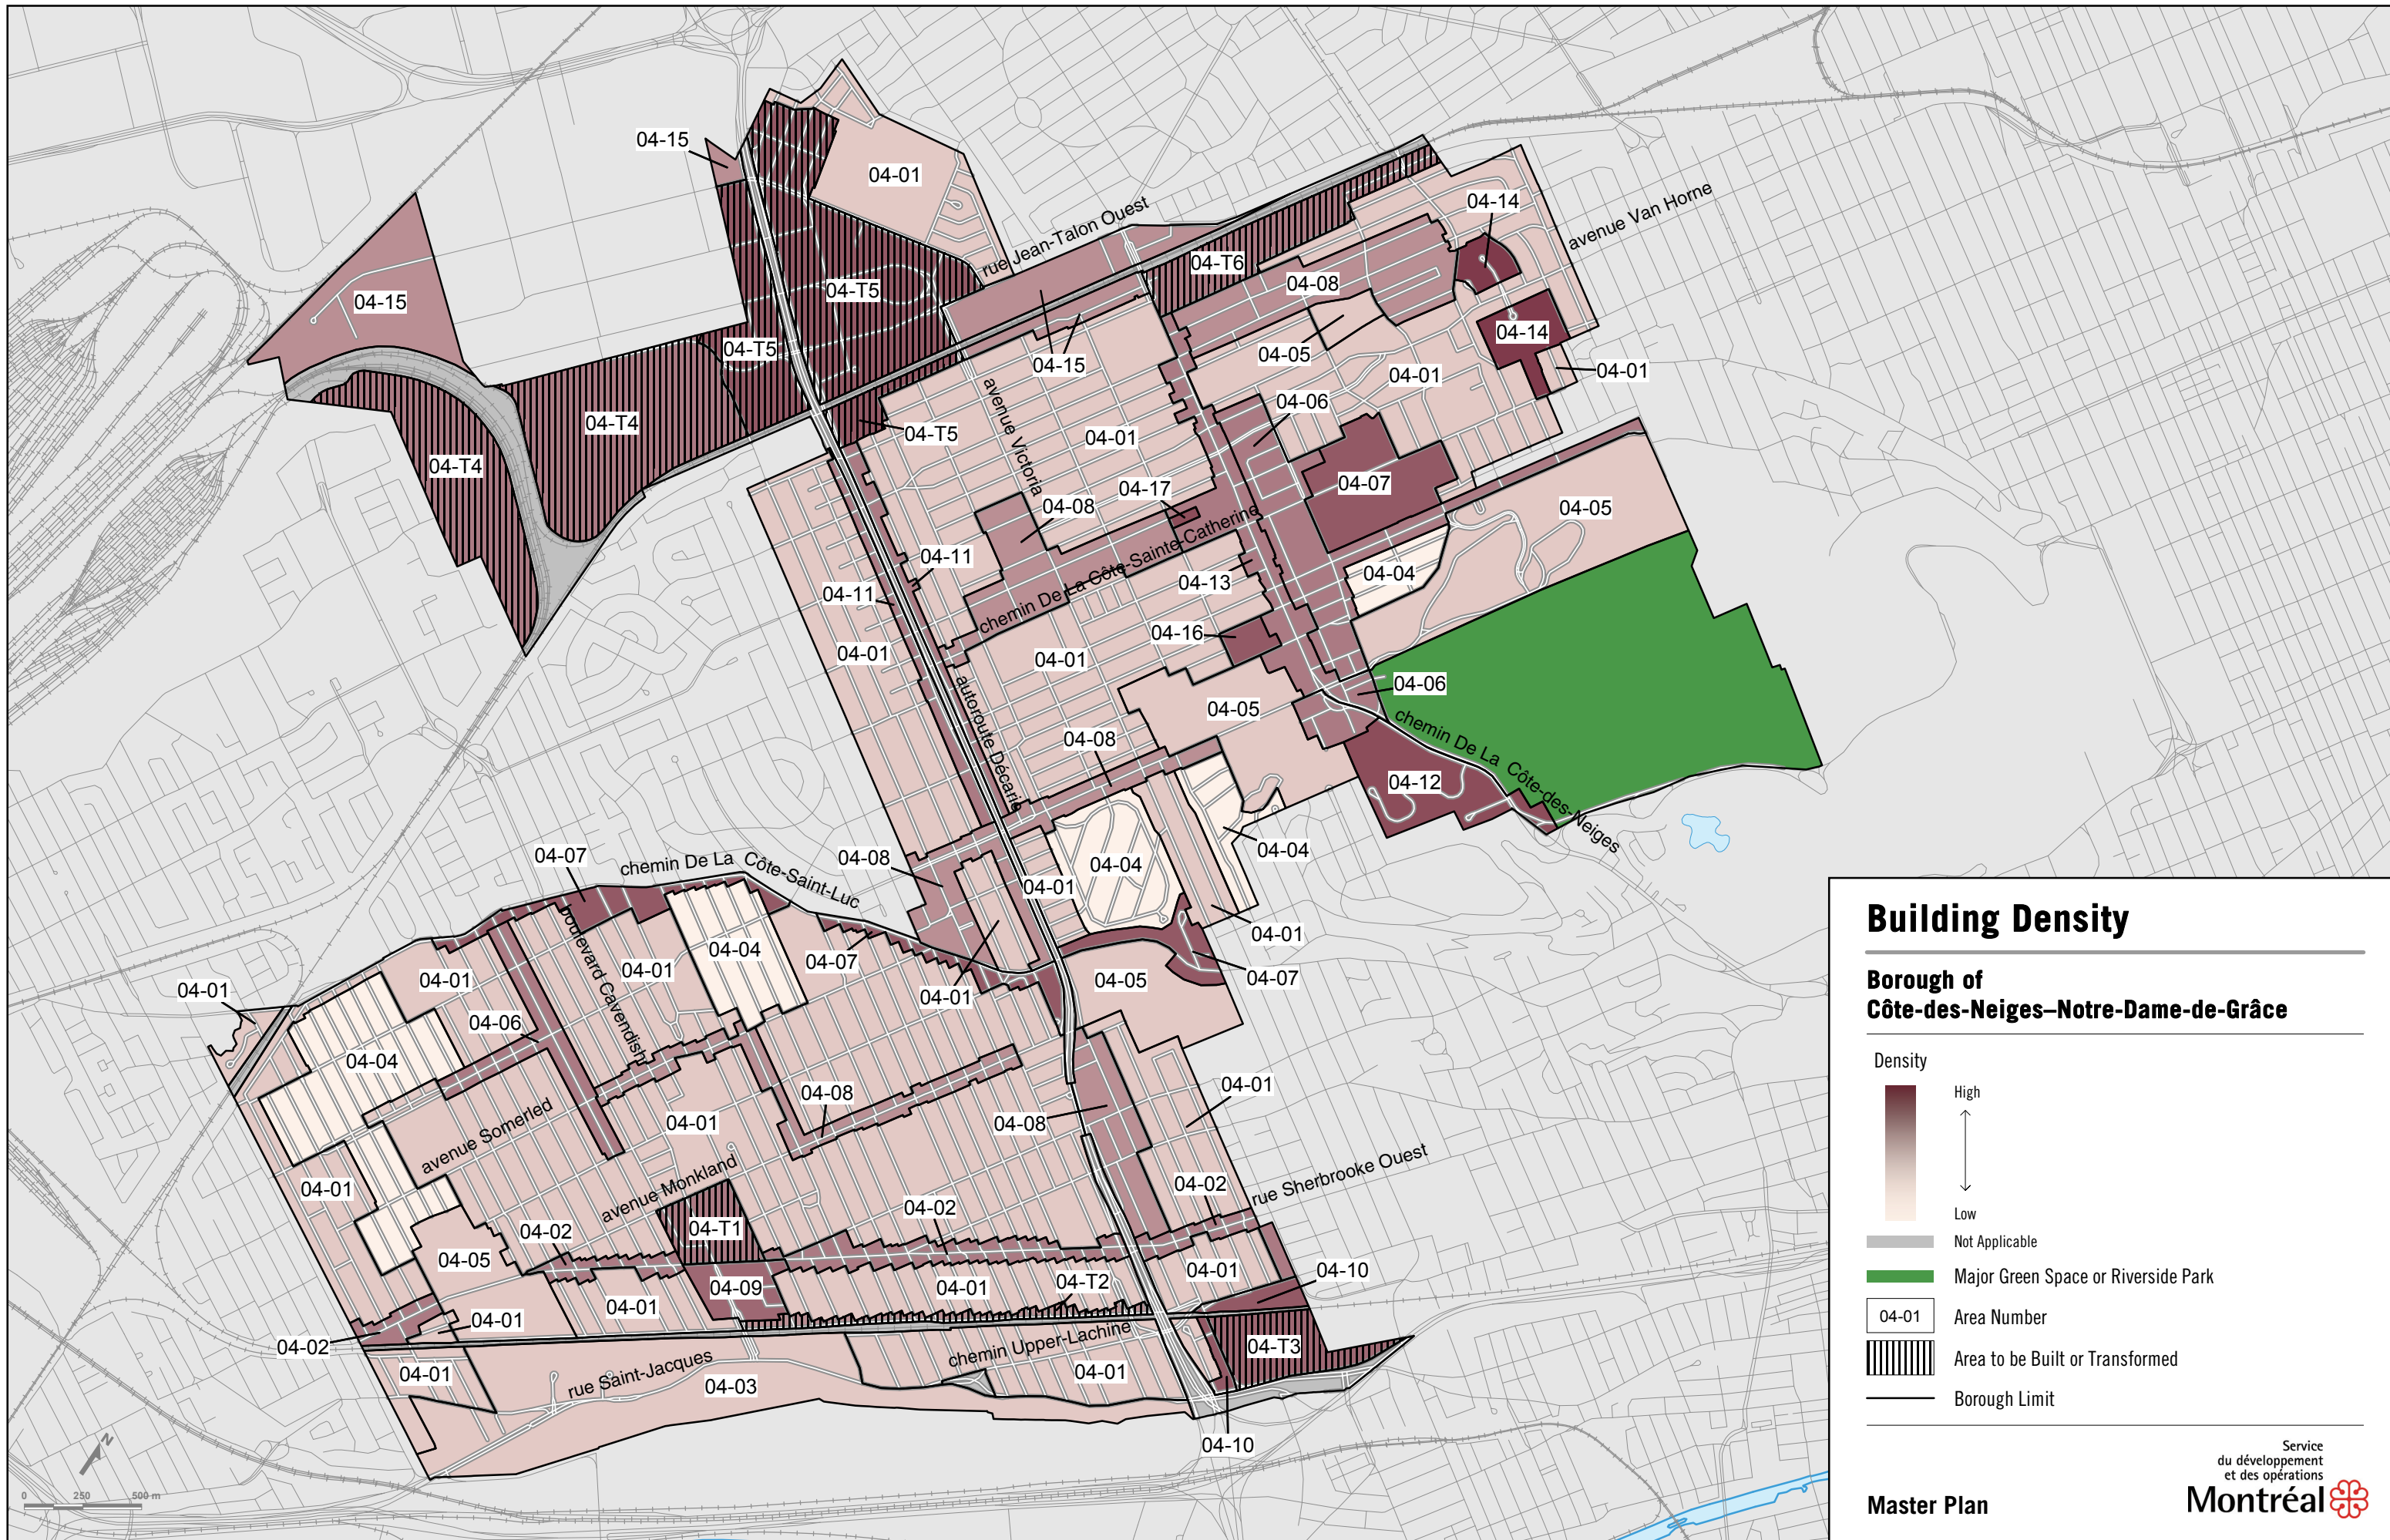 04-15
04-01
rue Jean-Talon Ouest
04-14
avenue Van Horne
04-T6
04-08
04-T5
04-15
04-14
04-T5
04-05
04-15
04-01
04-01
04-06
04-T4
04-T5
avenue Victoria
04-01
04-T4
04-07
04-17
04-08
04-05
chemin De La Côte-Sainte-Catherine
04-11
04-04
04-13
04-11
04-16
04-01
04-01
04-06
autoroute Décarie
04-05
chemin De La Côte-des-Neiges
04-08
04-12
04-04
04-07
chemin De La Côte-Saint-Luc
04-08
04-04
04-01
boulevard Cavendish
04-01
04-04
04-07
04-01
04-01
04-05
04-07
04-01
04-01
04-06
04-04
04-08
04-01
04-01
04-08
avenue Somerled
04-01
avenue Monkland
rue Sherbrooke Ouest
04-02
04-02
04-T1
04-02
04-05
04-01
04-10
04-09
04-01
04-T2
04-01
04-01
04-02
chemin Upper-Lachine
04-T3
04-01
rue Saint-Jacques
04-03
04-01
04-10
N
0 250 500 m
Building Density
Borough of
Côte-des-Neiges–Notre-Dame-de-Grâce
Density
High
Low
Not Applicable
Major Green Space or Riverside Park
04-01
Area Number
Area to be Built or Transformed
Borough Limit
Master Plan
Service
du développement
et des opérations
Montréal